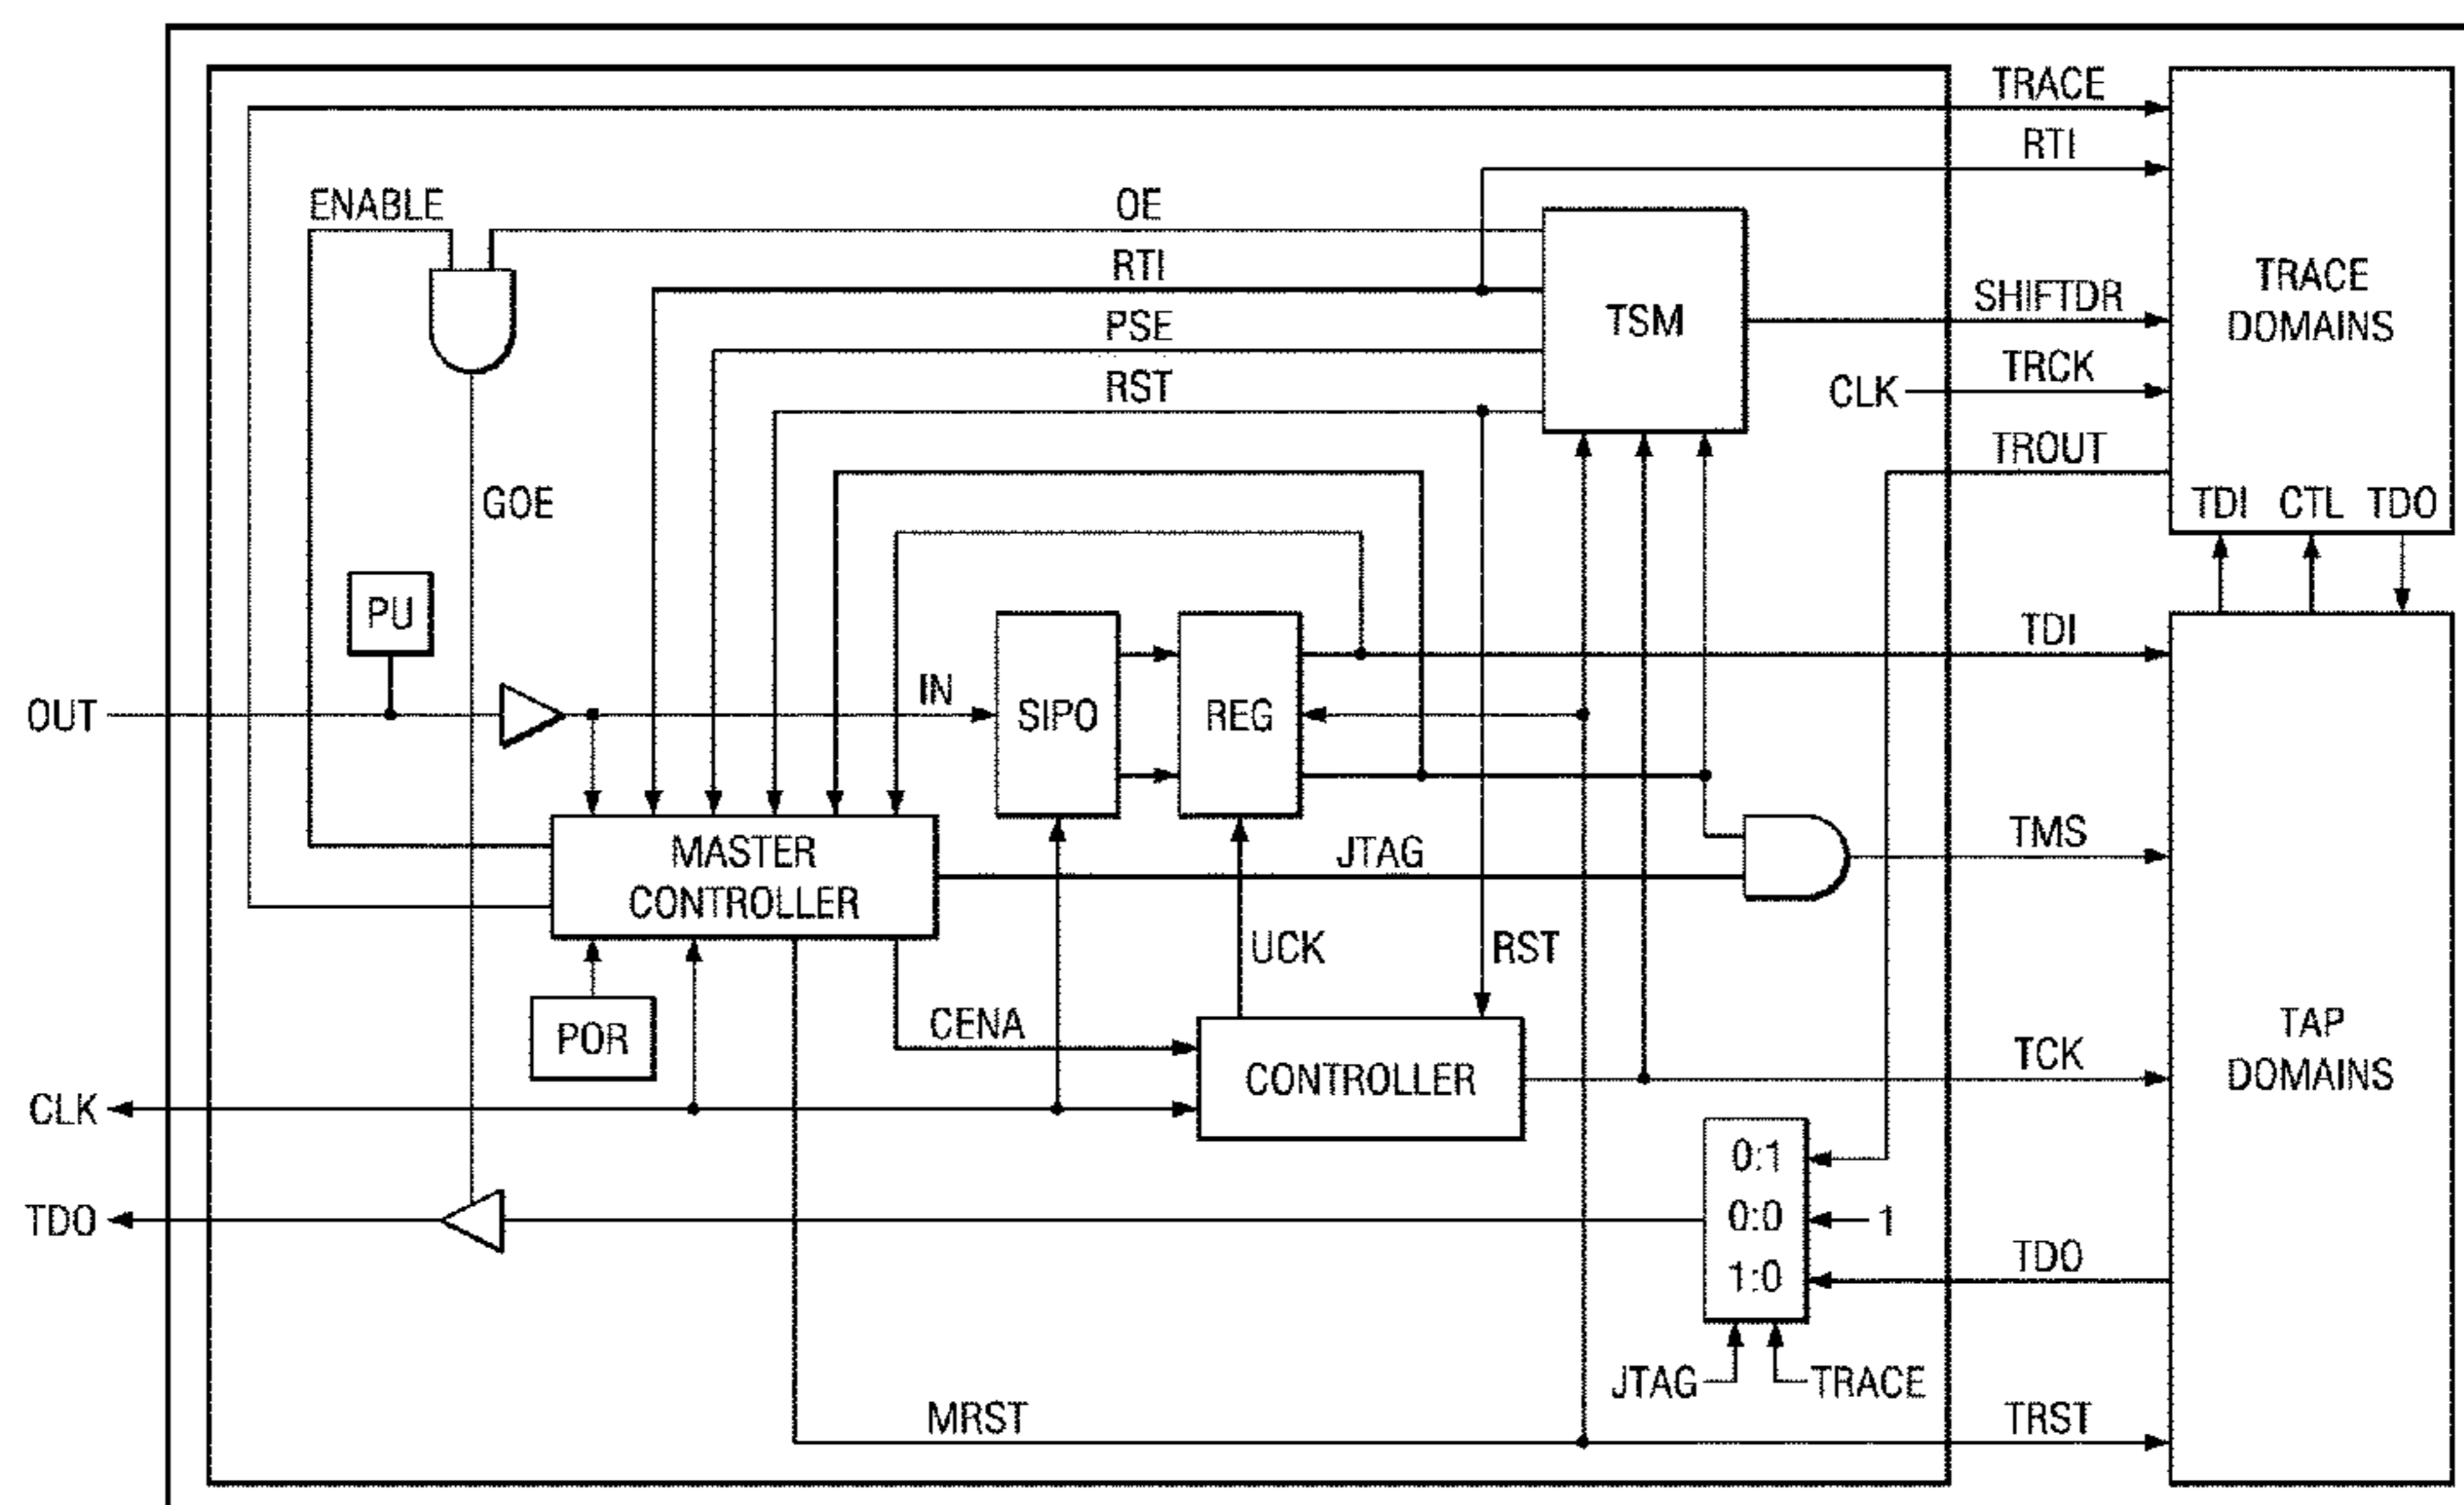 TRACE
RTI
ENABLE
OE
RTI
TSM
TRACE
DOMAINS
SHIFTDR
PSE
RST
CLK
TRCK
TROUT
GOE
TDI CTL TDO
PU
TDI
OUT
IN
SIPO
REG
MASTER
CONTROLLER
JTAG
TMS
UCK
RST
POR
CENA
CONTROLLER
TCK
TAP
DOMAINS
CLK
0:1
TDO
0:0
1
1:0
TDO
JTAG
TRACE
MRST
TRST